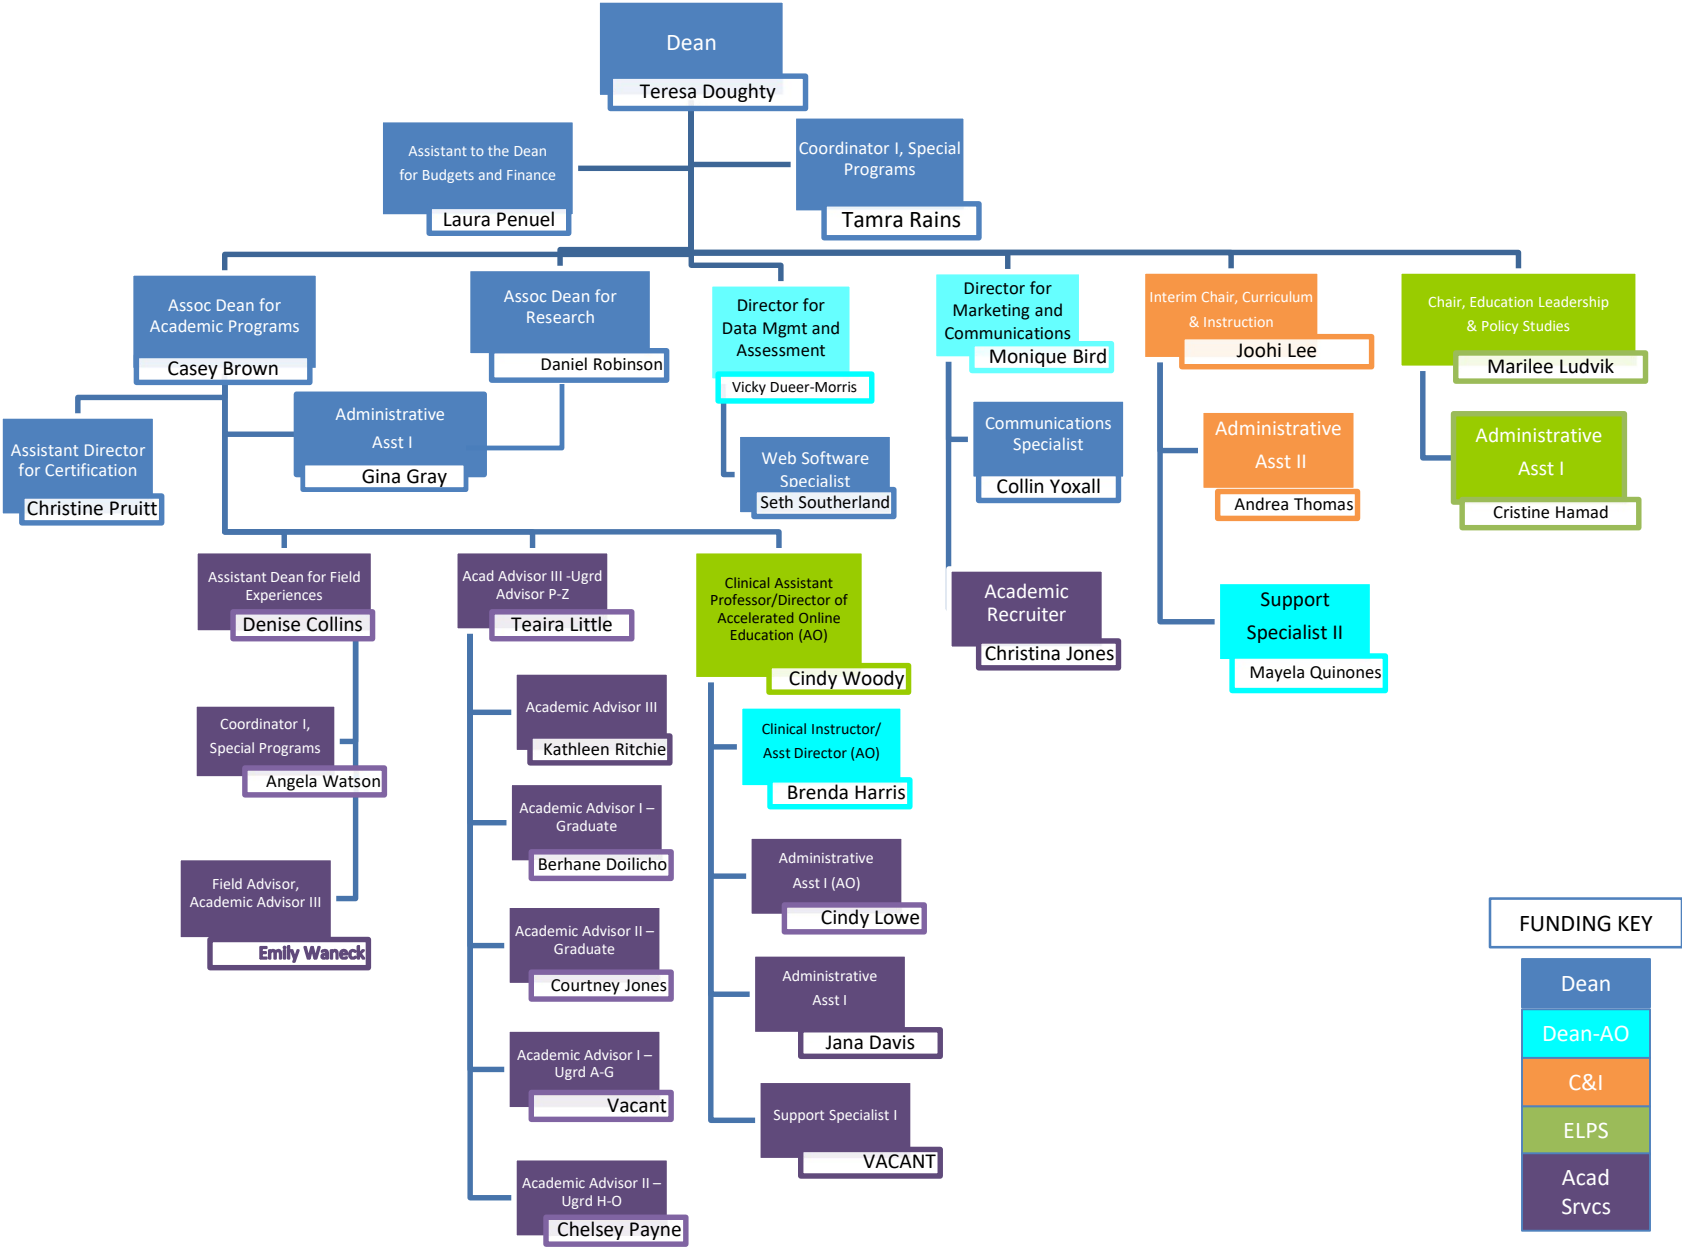 Dean
Teresa Doughty
Assistant to the Dean
for Budgets and Finance
Laura Penuel
Coordinator I, Special
Programs
Tamra Rains
Assoc Dean for
Academic Programs
Casey Brown
Assoc Dean for
Research
Daniel Robinson
Director for
Data Mgmt and
Assessment
Vicky Dueer-Morris
Director for
Marketing and
Communications
Monique Bird
Interim Chair, Curriculum
& Instruction
Joohi Lee
Chair, Education Leadership
& Policy Studies
Marilee Ludvik
Assistant Director
for Certification
Christine Pruitt
Administrative
Asst I
Gina Gray
Web Software
Specialist
Seth Southerland
Communications
Specialist
Collin Yoxall
Administrative
Asst II
Andrea Thomas
Administrative
Asst I
Cristine Hamad
Assistant Dean for Field
Experiences
Denise Collins
Acad Advisor III -Ugrd
Advisor P-Z
Teaira Little
Clinical Assistant
Professor/Director of
Accelerated Online
Education (AO)
Cindy Woody
Academic
Recruiter
Christina Jones
Support
Specialist II
Mayela Quinones
Coordinator I,
Special Programs
Angela Watson
Academic Advisor III
Kathleen Ritchie
Clinical Instructor/
Asst Director (AO)
Brenda Harris
Academic Advisor I –
Graduate
Berhane Doilicho
Administrative
Asst I (AO)
Cindy Lowe
Field Advisor,
Academic Advisor III
Emily Waneck
Academic Advisor II –
Graduate
Courtney Jones
Administrative
Asst I
Jana Davis
Academic Advisor I –
Ugrd A-G
Vacant
Support Specialist I
VACANT
Academic Advisor II –
Ugrd H-O
Chelsey Payne
FUNDING KEY
Dean
Dean-AO
C&I
ELPS
Acad
Srvcs